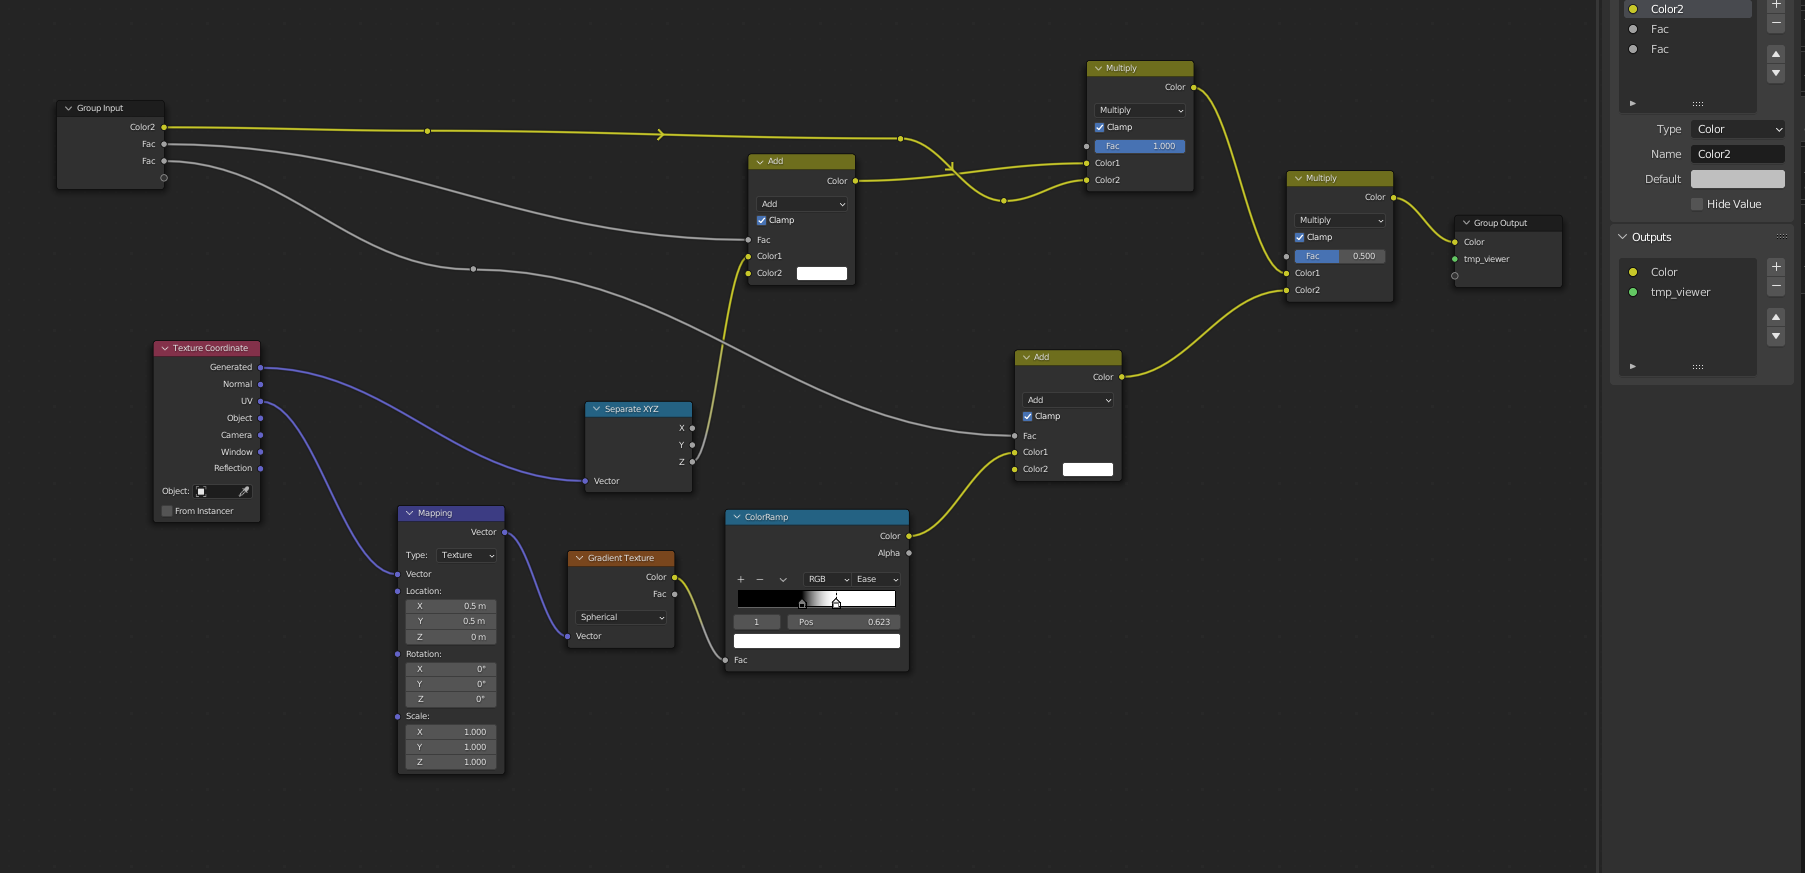 Group Input
Color2
Fac
Fac
Texture Coordinate
Generated
Normal
UV
Object
Camera
Window
Reflection
Object:
From Instancer
Mapping
Vector
Type: Texture
Vector
Location:
X 0.5 m
Y 0.5 m
Z 0 m
Rotation:
X 0°
Y 0°
Z 0°
Scale:
X 1.000
Y 1.000
Z 1.000
Separate XYZ
X
Y
Z
Vector
Gradient Texture
Color
Fac
Spherical
Vector
Add
Color
Add
Clamp
Fac
Color1
Color2
ColorRamp
Color
Alpha
+ − RGB Ease
1 Pos 0.623
Fac
Add
Color
Add
Clamp
Fac
Color1
Color2
Multiply
Color
Multiply
Clamp
Fac 1.000
Color1
Color2
Multiply
Color
Multiply
Clamp
Fac 0.500
Color1
Color2
Group Output
Color
tmp_viewer
Color2
Fac
Fac
Type Color
Name Color2
Default
Hide Value
Outputs
Color
tmp_viewer